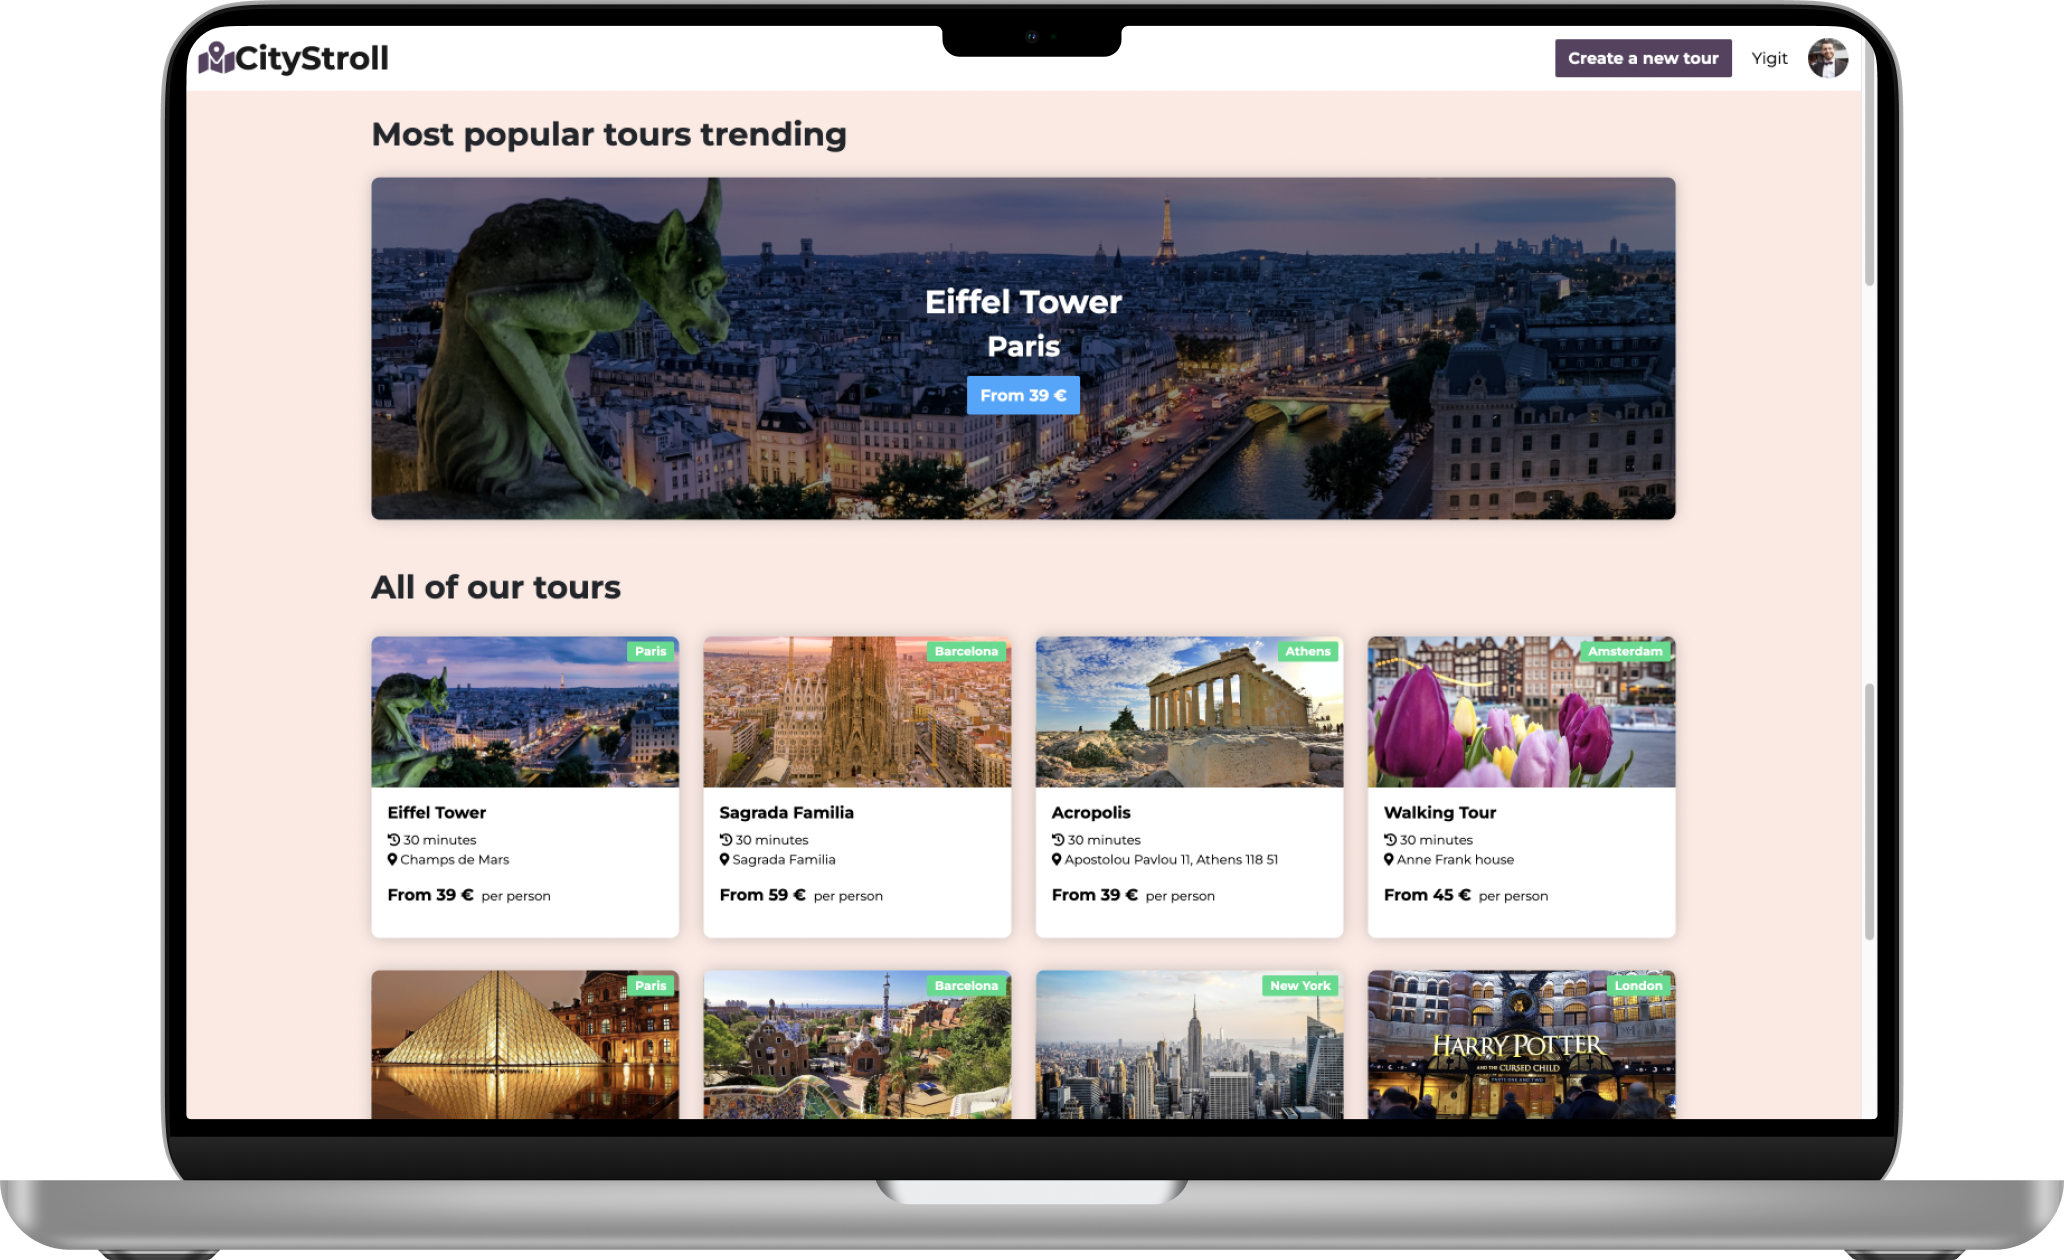 CityStroll
Create a new tour
Yigit
Most popular tours trending
Eiffel Tower
Paris
From 39 €
All of our tours
Paris
Eiffel Tower
30 minutes
Champs de Mars
From 39 € per person
Barcelona
Sagrada Familia
30 minutes
Sagrada Familia
From 59 € per person
Athens
Acropolis
30 minutes
Apostolou Pavlou 11, Athens 118 51
From 39 € per person
Amsterdam
Walking Tour
30 minutes
Anne Frank house
From 45 € per person
Paris
Barcelona
New York
London
HARRY POTTER
AND THE CURSED CHILD
PARTS ONE AND TWO